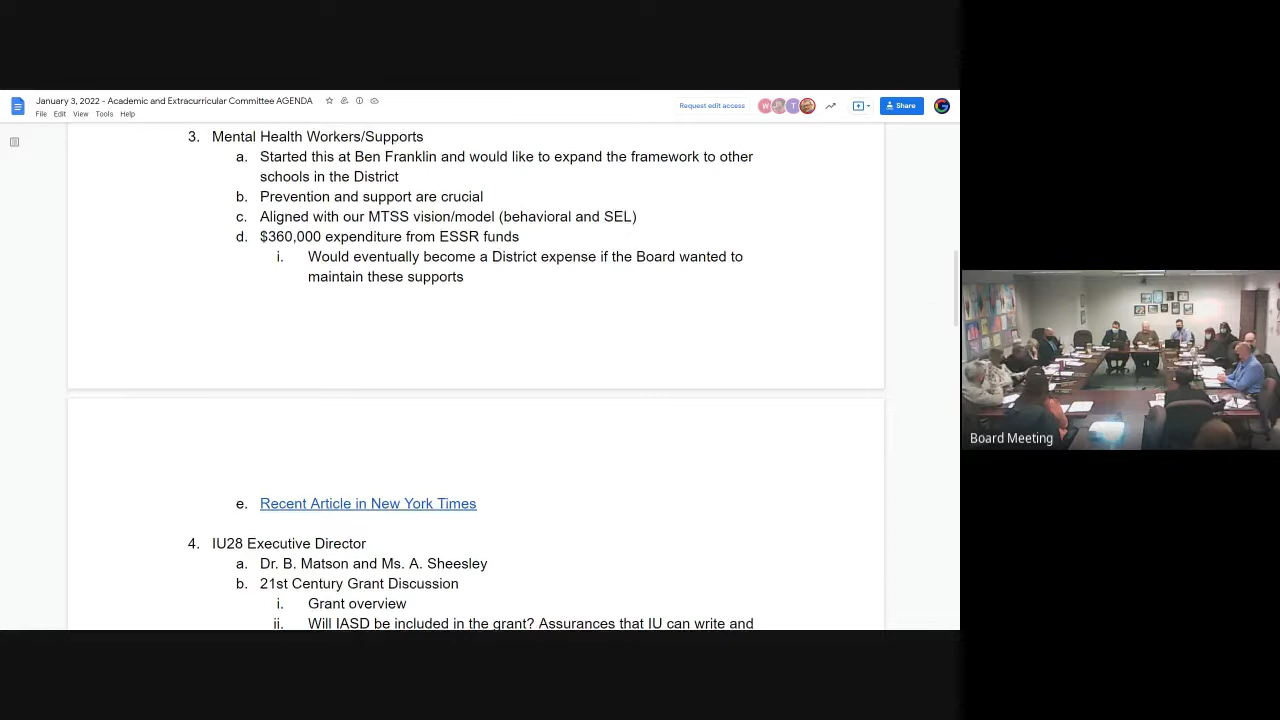 January 3, 2022 - Academic and Extracurricular Committee AGENDA
File Edit View Tools Help
Request edit access
W
T
Share
3. Mental Health Workers/Supports
a. Started this at Ben Franklin and would like to expand the framework to other
schools in the District
b. Prevention and support are crucial
c. Aligned with our MTSS vision/model (behavioral and SEL)
d. $360,000 expenditure from ESSR funds
i. Would eventually become a District expense if the Board wanted to
maintain these supports
e. Recent Article in New York Times
4. IU28 Executive Director
a. Dr. B. Matson and Ms. A. Sheesley
b. 21st Century Grant Discussion
i. Grant overview
ii. Will IASD be included in the grant? Assurances that IU can write and
Board Meeting